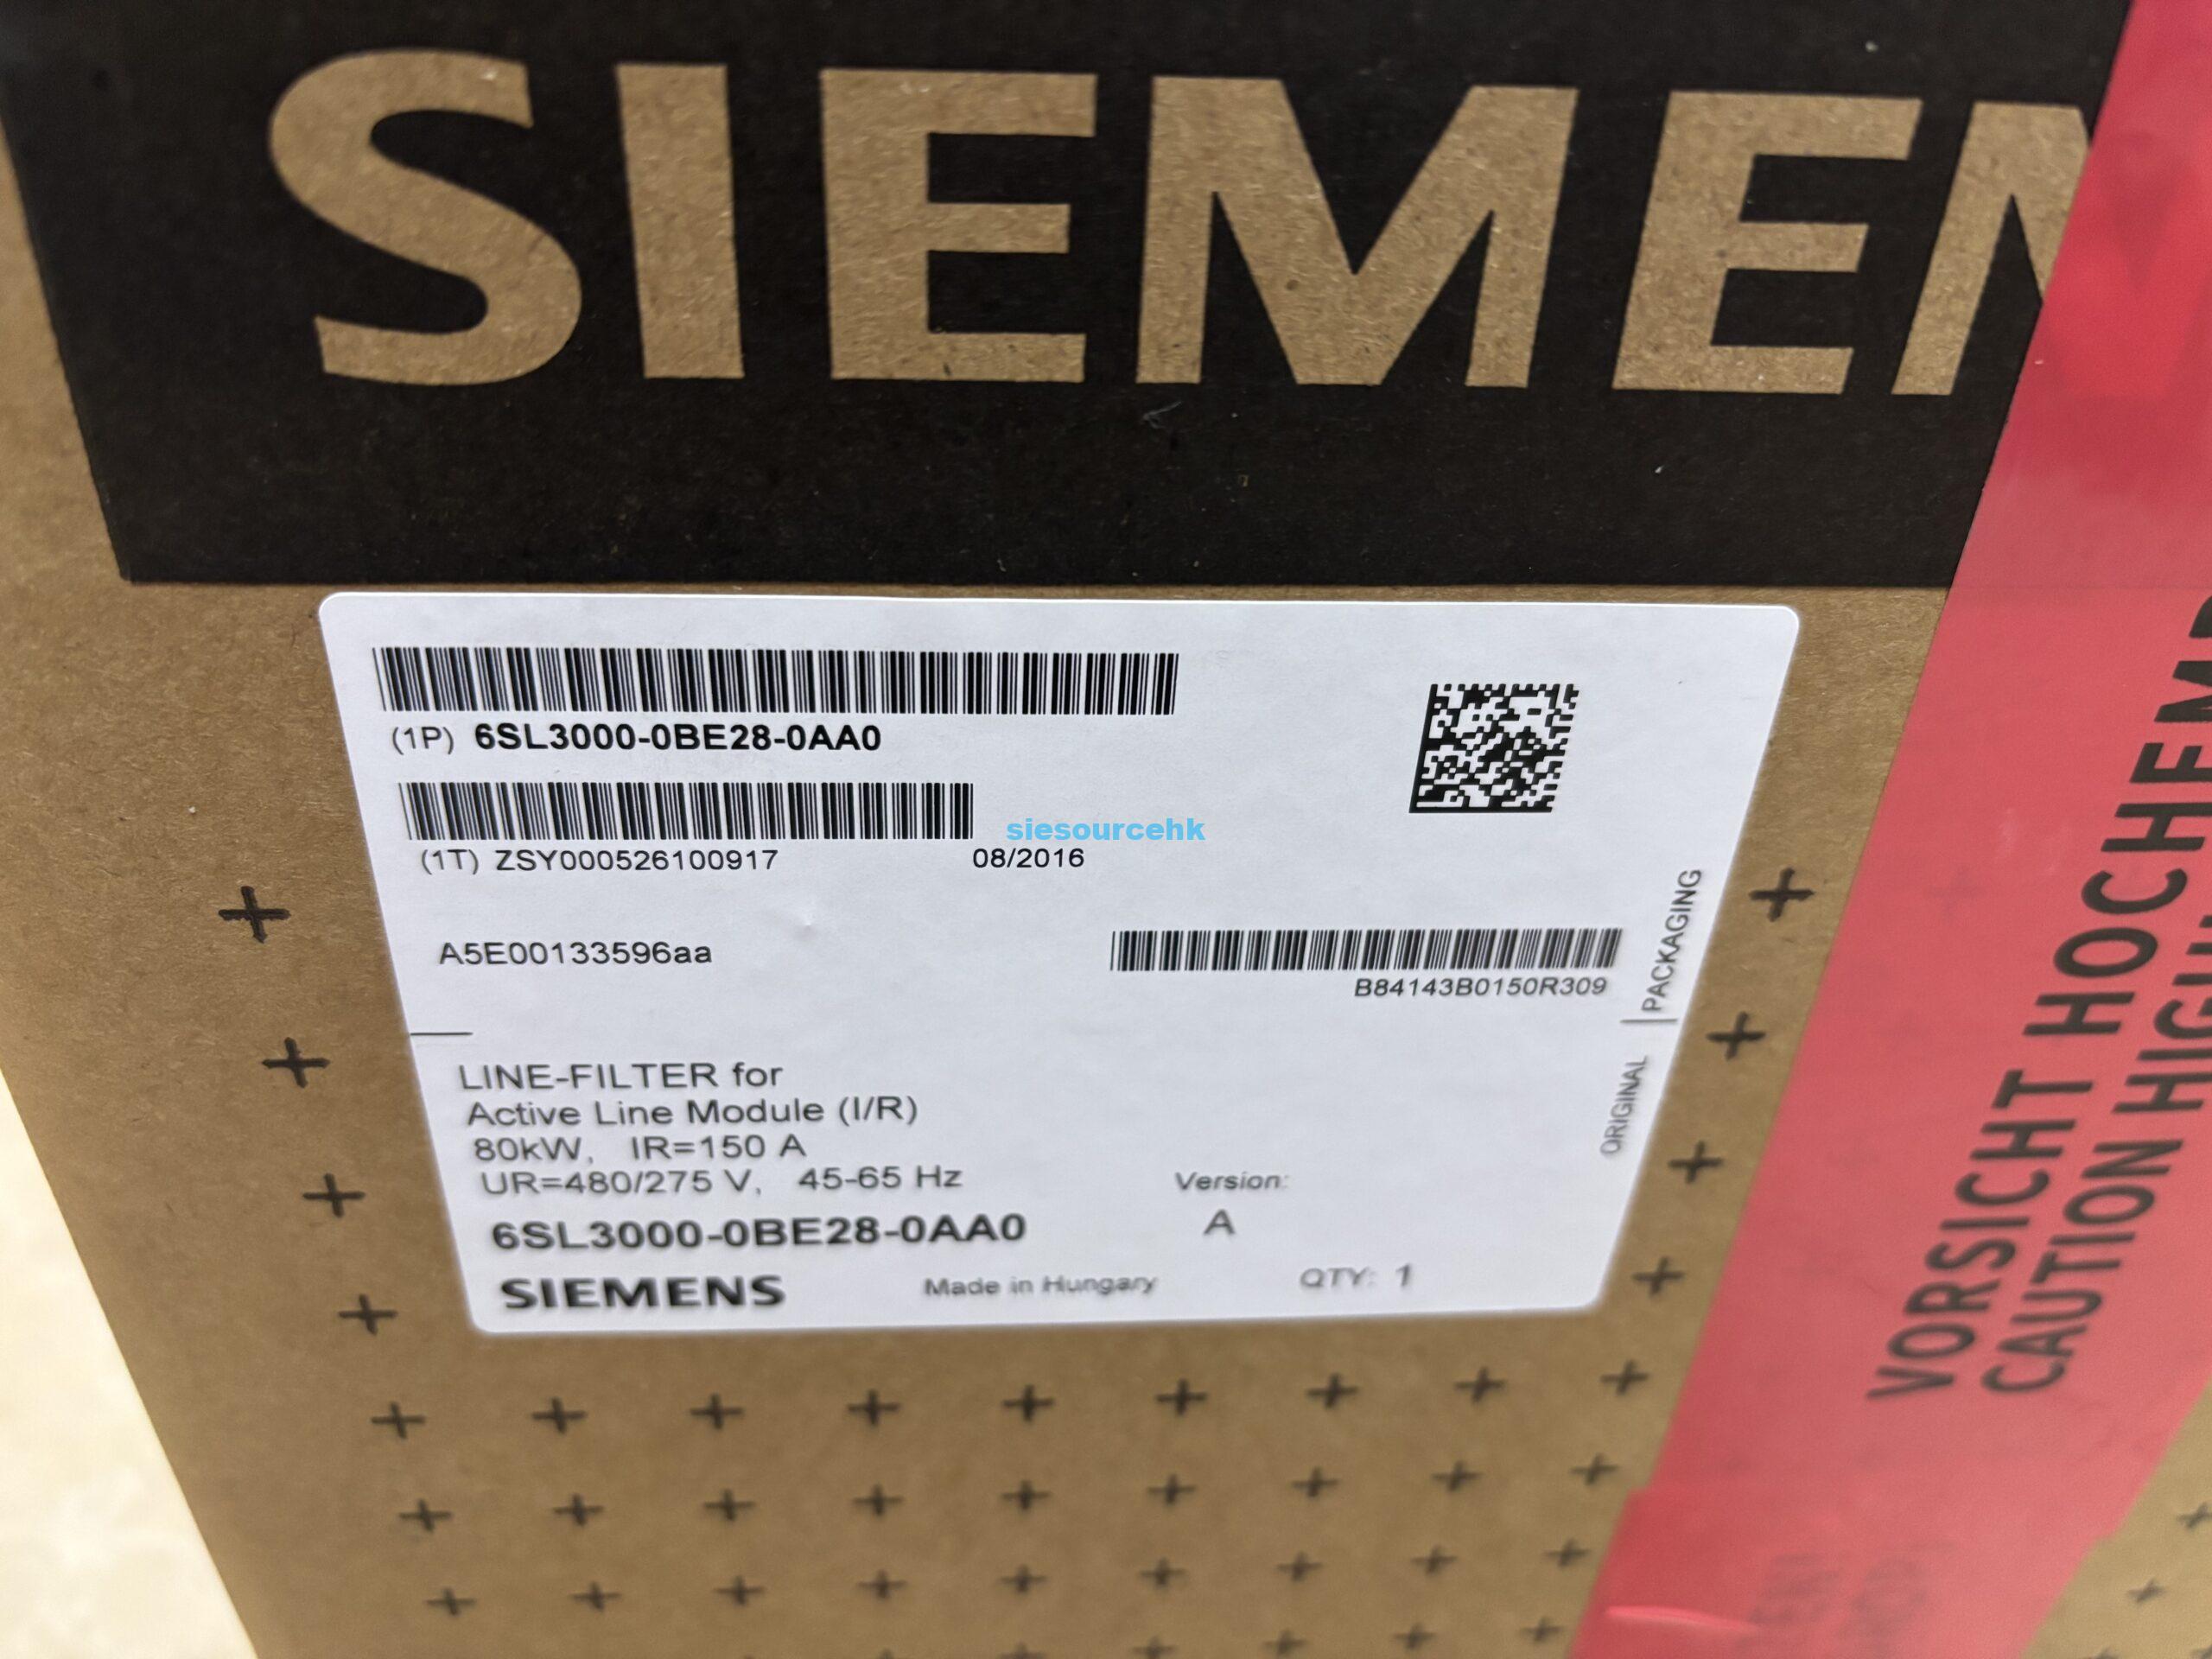 SIEMEN
(1P) 6SL3000-0BE28-0AA0
siesourcehk
(1T) ZSY000526100917 08/2016
A5E00133596aa
B84143B0150R309
ORIGINAL | PACKAGING
LINE-FILTER for
Active Line Module (I/R)
80kW, IR=150 A
UR=480/275 V, 45-65 Hz
Version:
6SL3000-0BE28-0AA0
A
SIEMENS
Made in Hungary
QTY: 1
VORSICHT
CAUTION